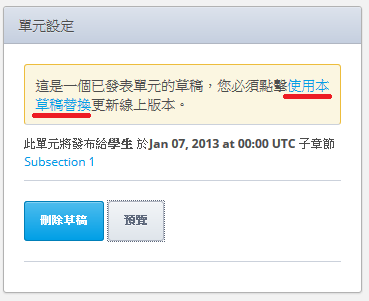 單元設定
這是一個已發表單元的草稿，您必須點擊使用本
草稿替換更新線上版本。
此單元將發布給學生 於Jan 07, 2013 at 00:00 UTC 子章節
Subsection 1
刪除草稿 預覽